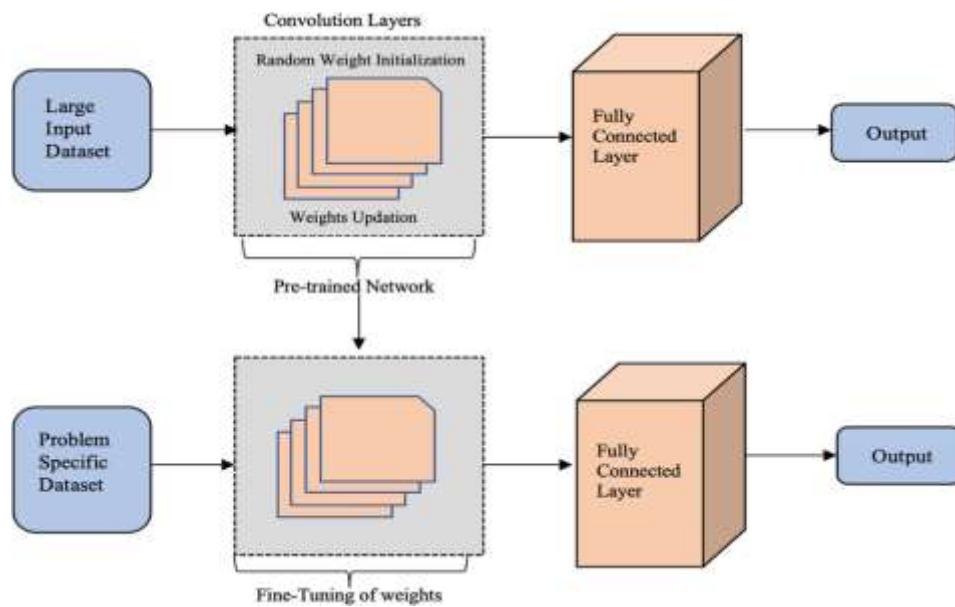 Convolution Layers
Random Weight Initialization
Large
Input
Dataset
Weights Updation
Fully
Connected
Layer
Output
Pre-trained Network
Problem
Specific
Dataset
Fully
Connected
Layer
Output
Fine-Tuning of weights